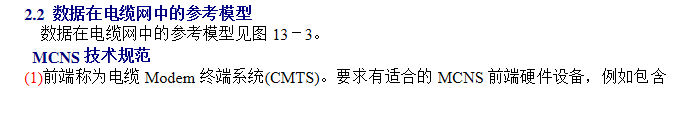 2.2 数据在电缆网中的参考模型
数据在电缆网中的参考模型见图 13－3。
MCNS 技术规范
(1)前端称为电缆 Modem 终端系统(CMTS)。要求有适合的 MCNS 前端硬件设备，例如包含